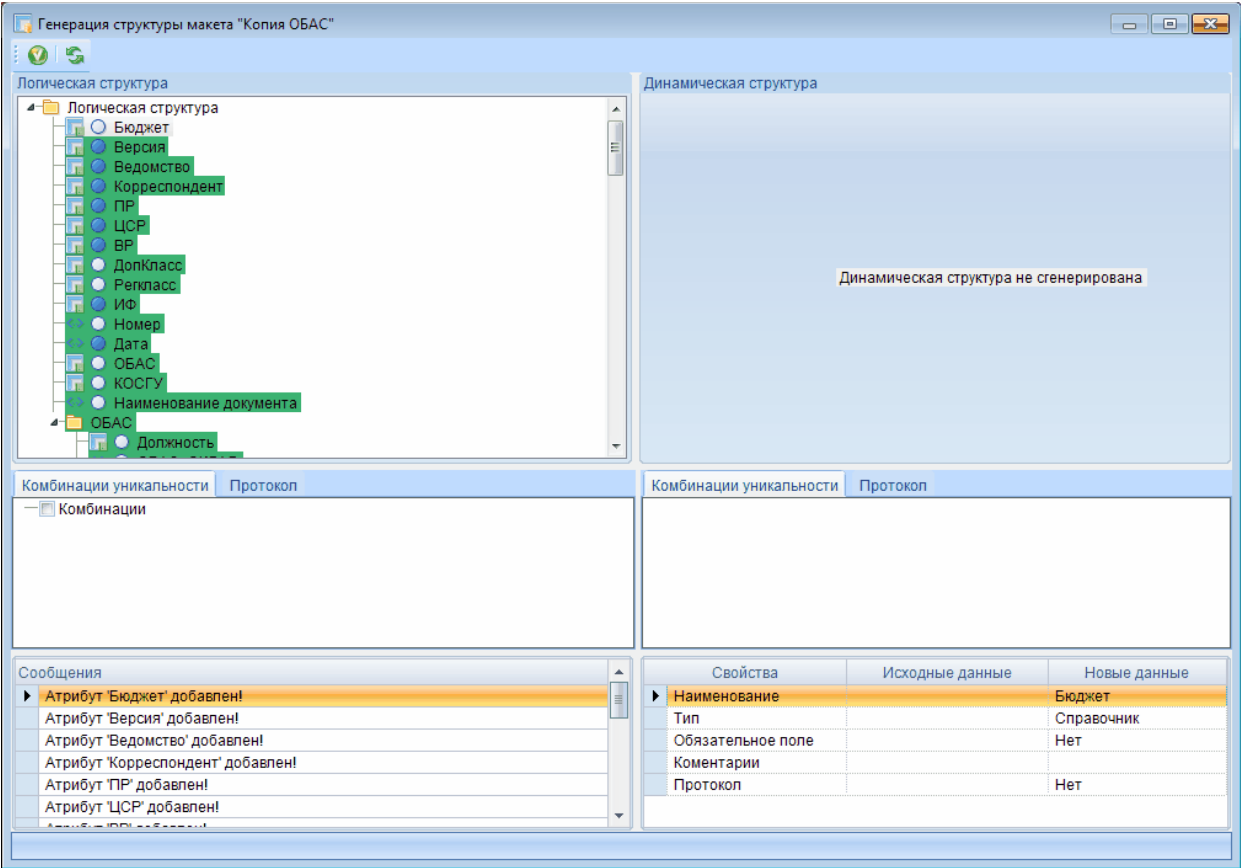 Генерация структуры макета "Копия ОБАС"
Логическая структура
Логическая структура
Бюджет
Версия
Ведомство
Корреспондент
ПР
ЦСР
ВР
ДопКласс
Регкласс
ИФ
Номер
Дата
ОБАС
КОСГУ
Наименование документа
ОБАС
Должность
Динамическая структура
Динамическая структура не сгенерирована
Комбинации уникальности Протокол
Комбинации
Комбинации уникальности Протокол
Сообщения
Атрибут 'Бюджет' добавлен!
Атрибут 'Версия' добавлен!
Атрибут 'Ведомство' добавлен!
Атрибут 'Корреспондент' добавлен!
Атрибут 'ПР' добавлен!
Атрибут 'ЦСР' добавлен!
Свойства Исходные данные Новые данные
Наименование Бюджет
Тип Справочник
Обязательное поле Нет
Коментарии
Протокол Нет